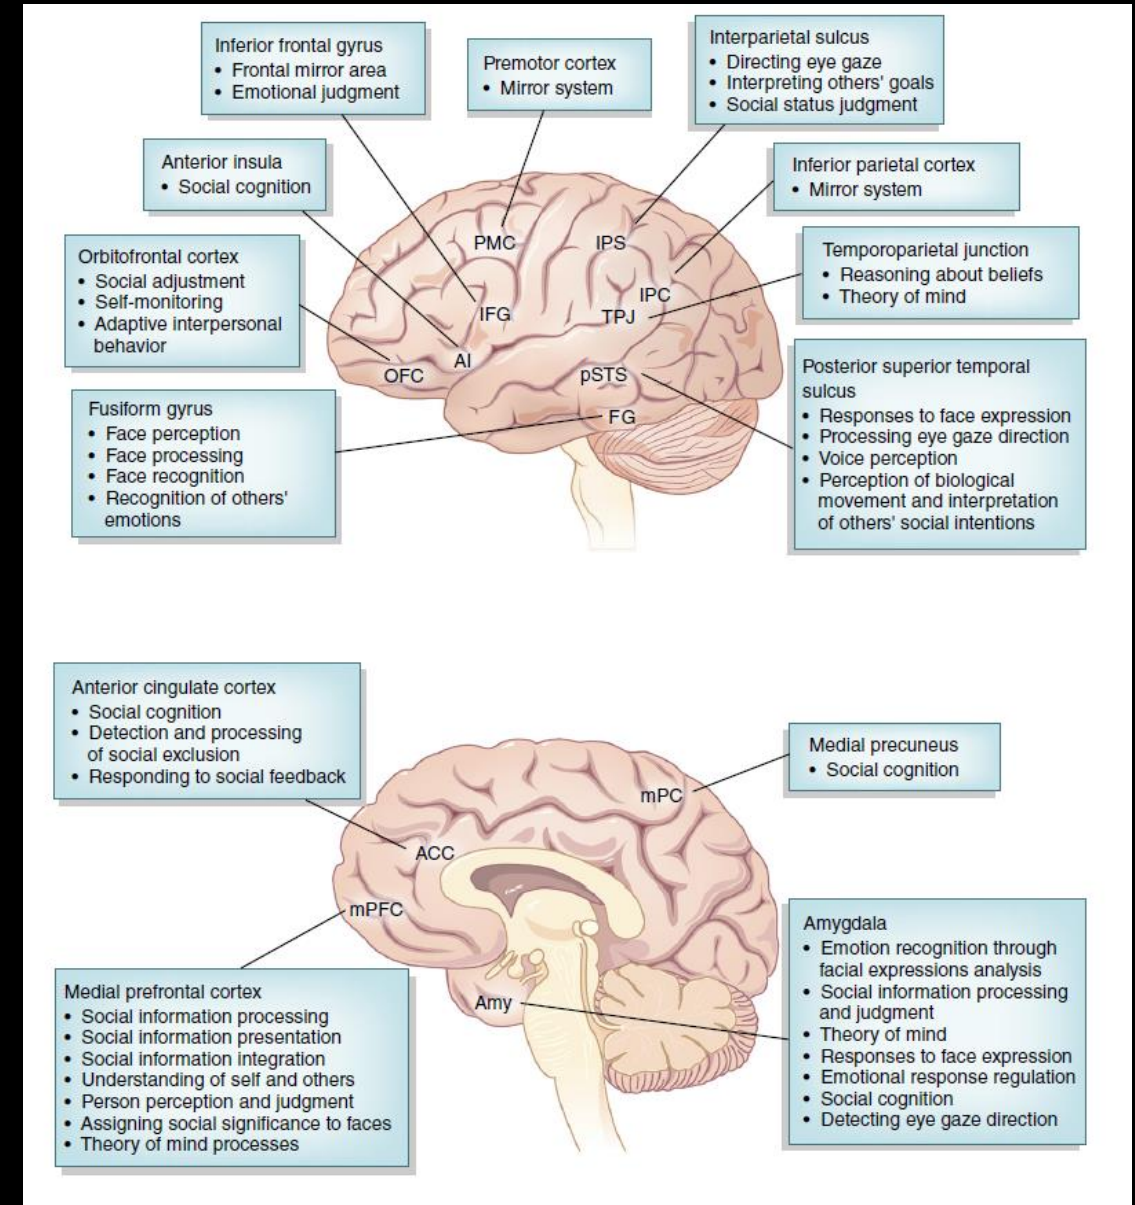 Inferior frontal gyrus
• Frontal mirror area
• Emotional judgment
Premotor cortex
• Mirror system
Interparietal sulcus
• Directing eye gaze
• Interpreting others' goals
• Social status judgment
Anterior insula
• Social cognition
Inferior parietal cortex
• Mirror system
Orbitofrontal cortex
• Social adjustment
• Self-monitoring
• Adaptive interpersonal
behavior
Temporoparietal junction
• Reasoning about beliefs
• Theory of mind
PMC
IPS
IPC
IFG
TPJ
AI
OFC
pSTS
FG
Fusiform gyrus
• Face perception
• Face processing
• Face recognition
• Recognition of others'
emotions
Posterior superior temporal
sulcus
• Responses to face expression
• Processing eye gaze direction
• Voice perception
• Perception of biological
movement and interpretation
of others' social intentions
Anterior cingulate cortex
• Social cognition
• Detection and processing
of social exclusion
• Responding to social feedback
Medial precuneus
• Social cognition
mPC
ACC
mPFC
Amy
Medial prefrontal cortex
• Social information processing
• Social information presentation
• Social information integration
• Understanding of self and others
• Person perception and judgment
• Assigning social significance to faces
• Theory of mind processes
Amygdala
• Emotion recognition through
facial expressions analysis
• Social information processing
and judgment
• Theory of mind
• Responses to face expression
• Emotional response regulation
• Social cognition
• Detecting eye gaze direction